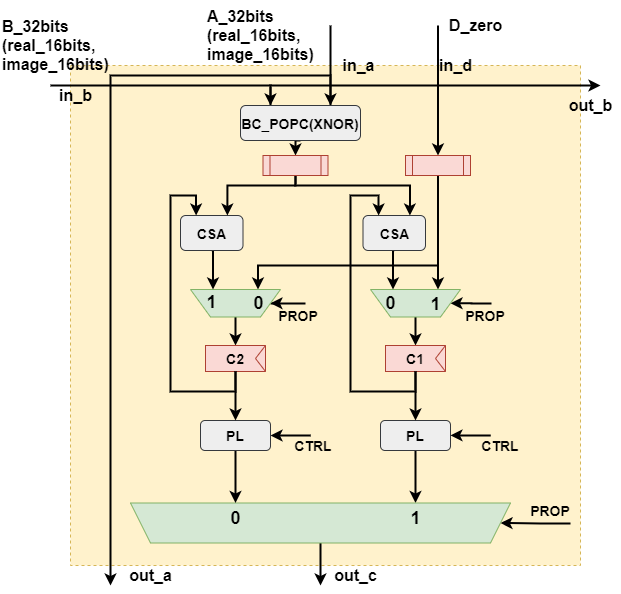 B_32bits
(real_16bits,
image_16bits)
A_32bits
(real_16bits,
image_16bits)
D_zero
in_a
in_d
in_b
out_b
BC_POPC(XNOR)
CSA
CSA
1 0
PROP
0 1
PROP
C2
C1
PL
CTRL
PL
CTRL
0
1
PROP
out_a
out_c